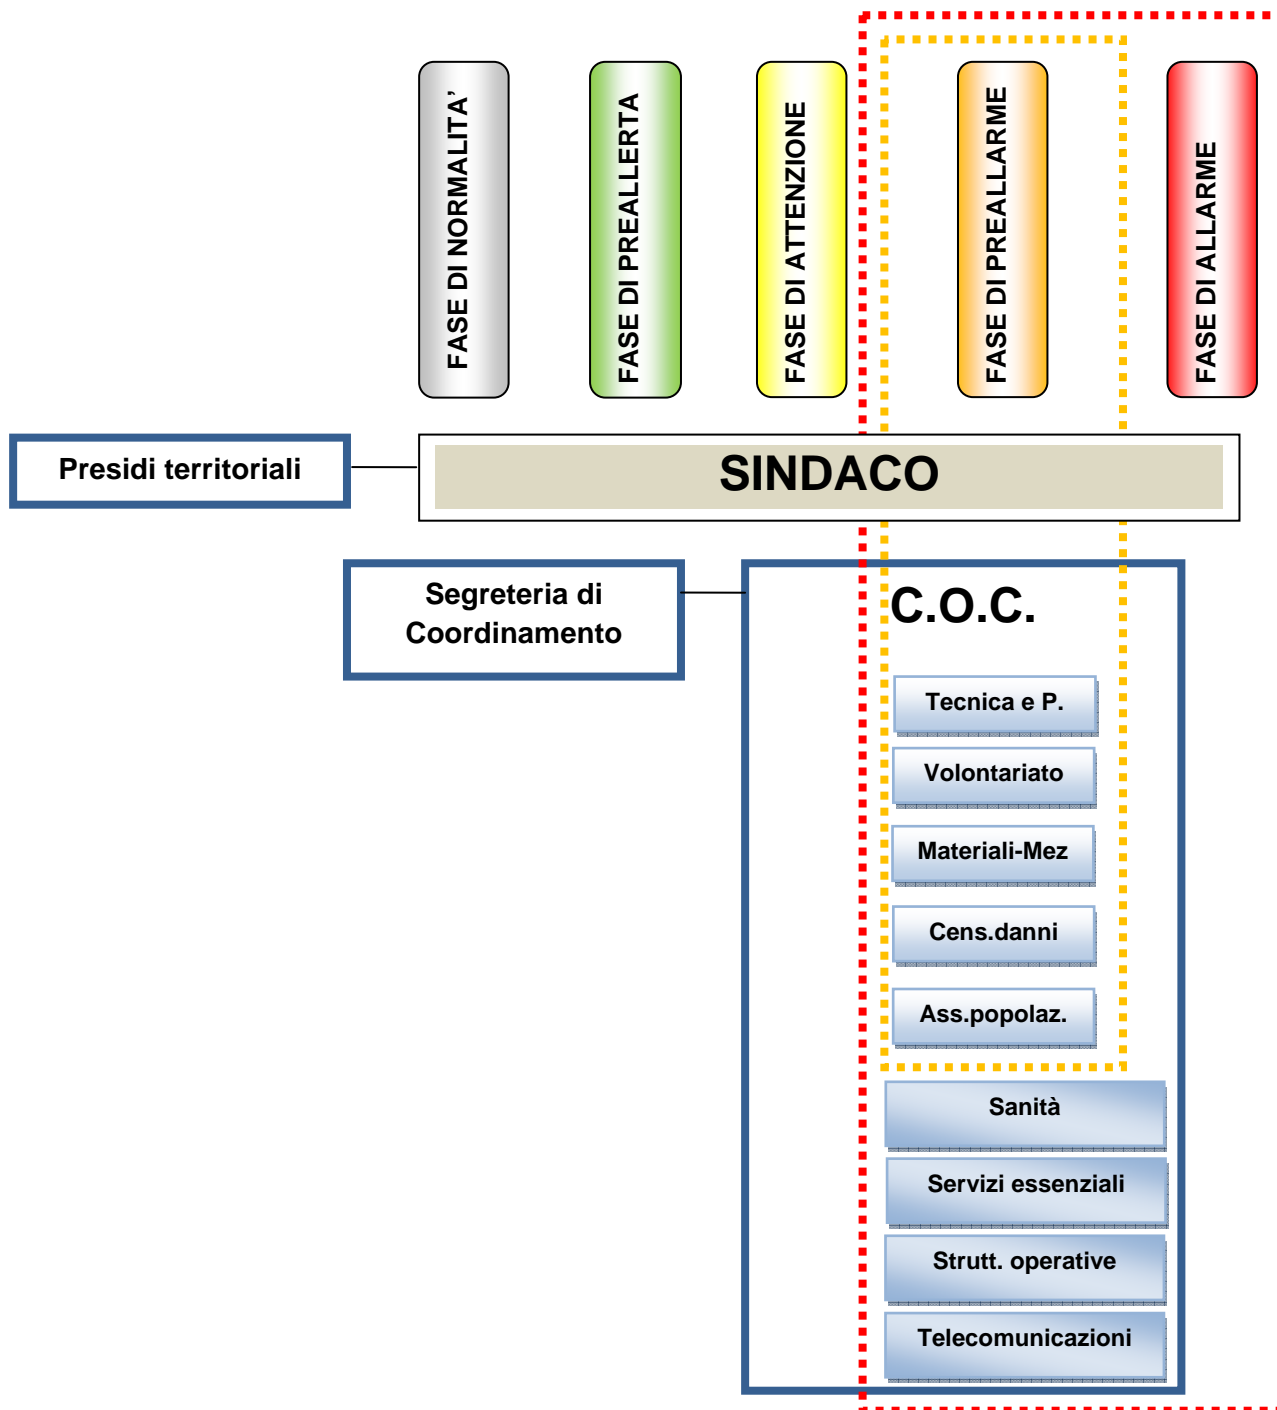 FASE DI NORMALITA’
FASE DI PREALLERTA
FASE DI ATTENZIONE
FASE DI PREALLARME
FASE DI ALLARME
Presidi territoriali
SINDACO
Segreteria di
Coordinamento
C.O.C.
Tecnica e P.
Volontariato
Materiali-Mez
Cens.danni
Ass.popolaz.
Sanità
Servizi essenziali
Strutt. operative
Telecomunicazioni